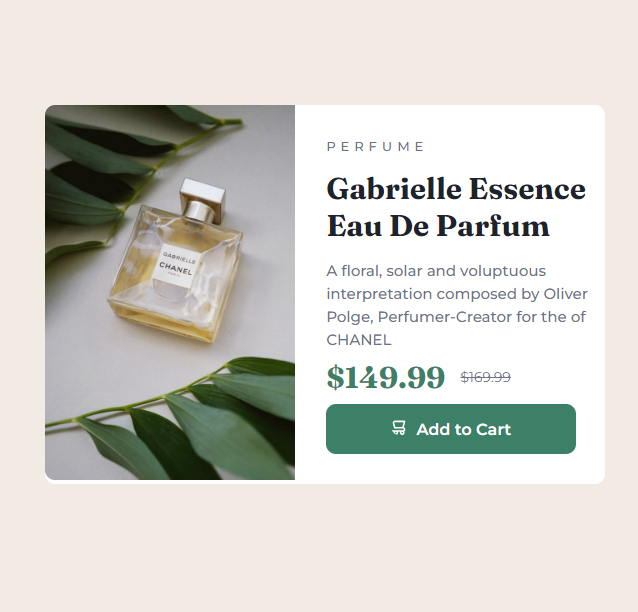 GABRIELLE
CHANEL
PARIS
PERFUME
Gabrielle Essence
Eau De Parfum
A floral, solar and voluptuous
interpretation composed by Oliver
Polge, Perfumer-Creator for the of
CHANEL
$149.99 $169.99
Add to Cart